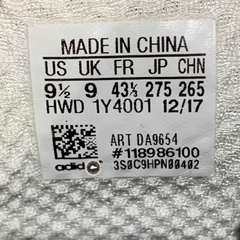 MADE IN CHINA
US UK FR JP CHN
9½ 9 43⅓ 275 265
HWD 1Y4001 12/17
ART DA9654
#118986100
adidas
3S0C9HPN00402